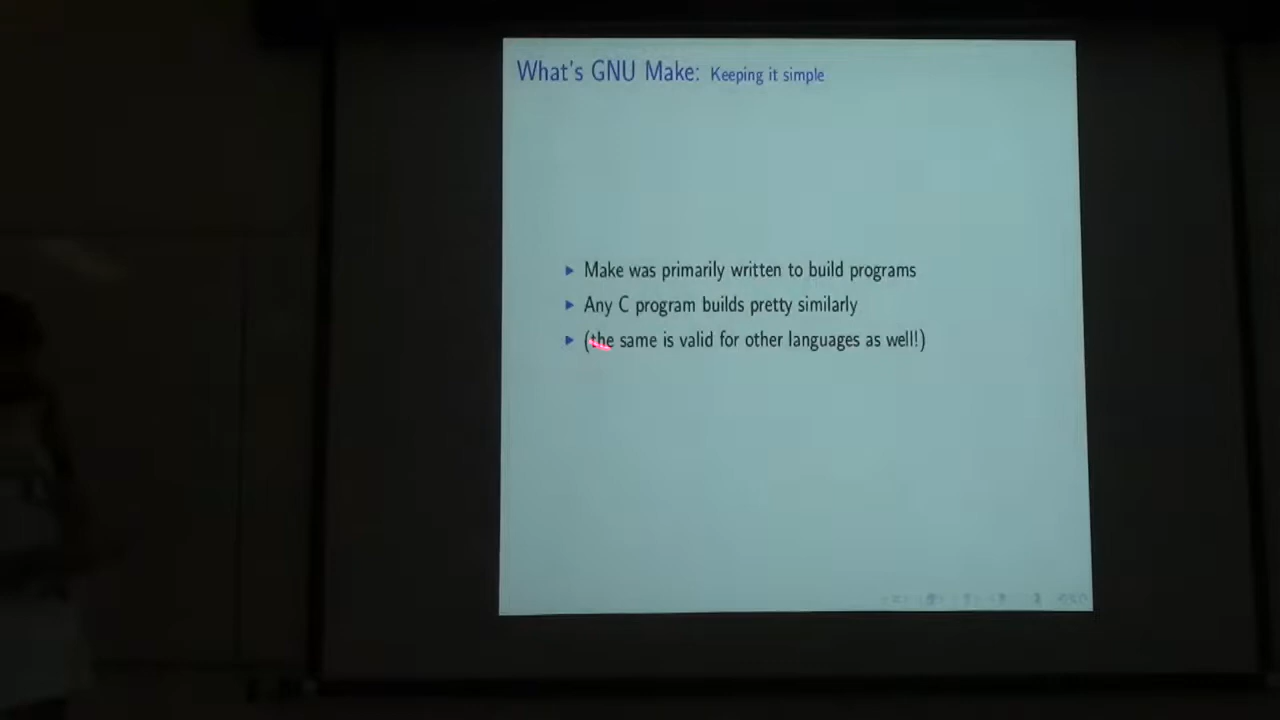 What's GNU Make: Keeping it simple
Make was primarily written to build programs
Any C program builds pretty similarly
(the same is valid for other languages as well!)